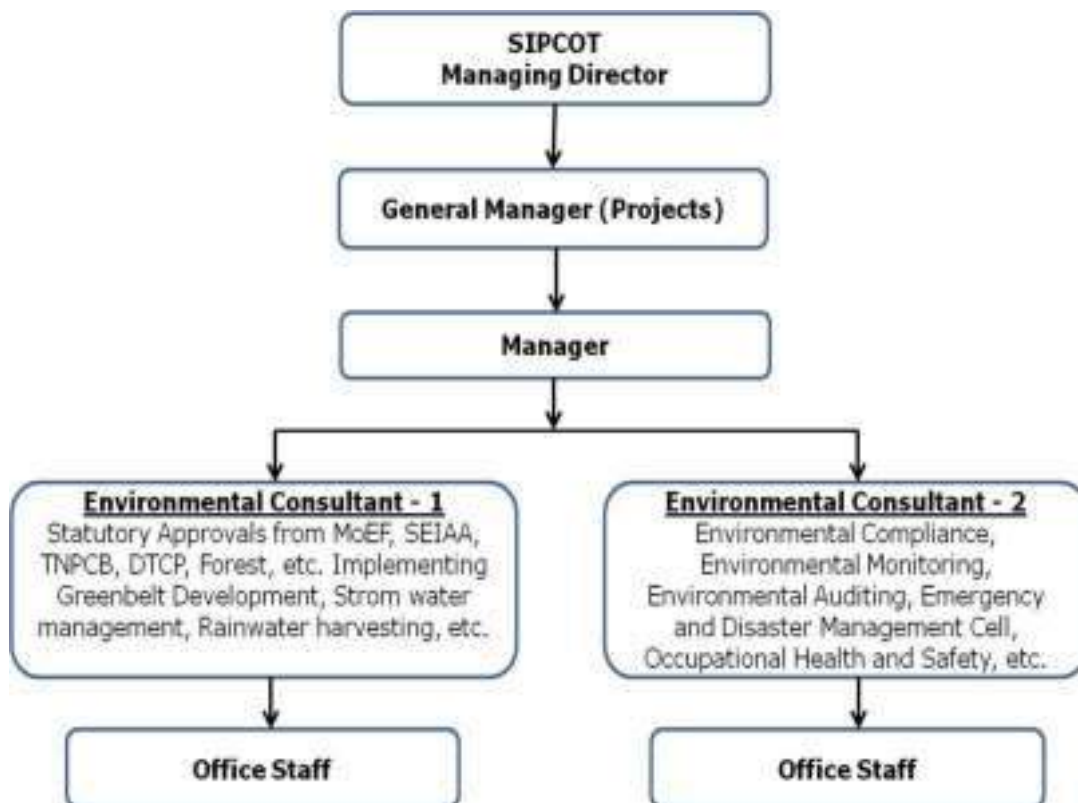 SIPCOT
Managing Director
General Manager (Projects)
Manager
Environmental Consultant - 1
Statutory Approvals from MoEF, SEIAA,
TNPCB, DTCP, Forest, etc. Implementing
Greenbelt Development, Strom water
management, Rainwater harvesting, etc.
Environmental Consultant - 2
Environmental Compliance,
Environmental Monitoring,
Environmental Auditing, Emergency
and Disaster Management Cell,
Occupational Health and Safety, etc.
Office Staff
Office Staff